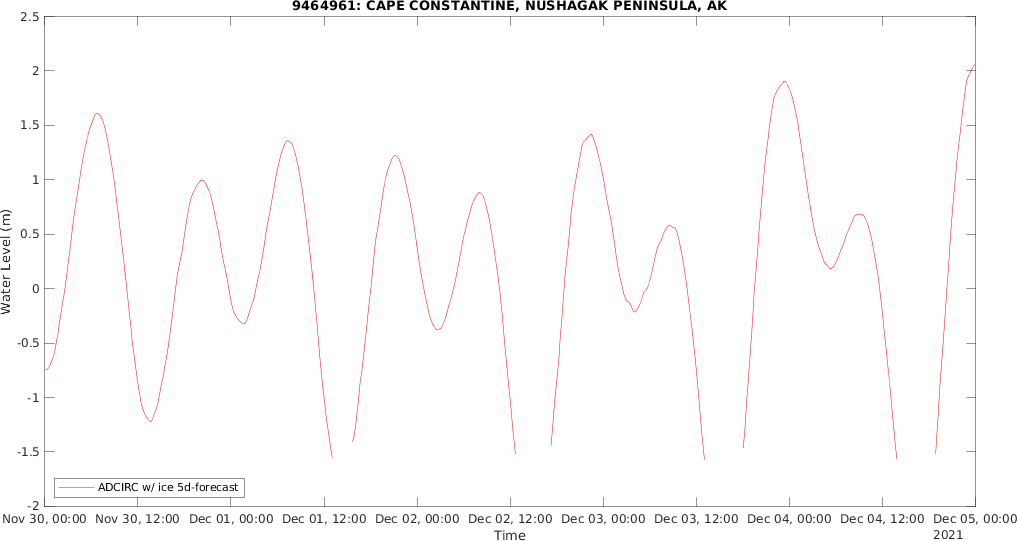 9464961: CAPE CONSTANTINE, NUSHAGAK PENINSULA, AK
2.5
2
1.5
1
0.5
0
-0.5
-1
-1.5
-2
Water Level (m)
ADCIRC w/ ice 5d-forecast
Nov 30, 00:00 Nov 30, 12:00 Dec 01, 00:00 Dec 01, 12:00 Dec 02, 00:00 Dec 02, 12:00 Dec 03, 00:00 Dec 03, 12:00 Dec 04, 00:00 Dec 04, 12:00 Dec 05, 00:00
Time
2021